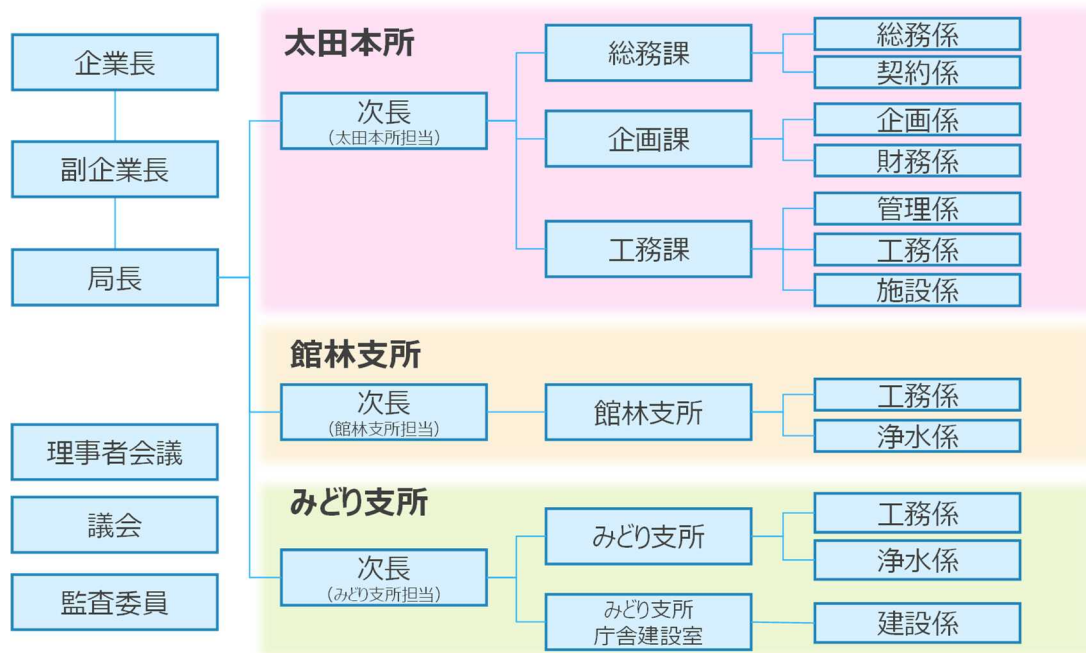 企業長
副企業長
局長
理事者会議
議会
監査委員
太田本所
次長
(太田本所担当)
総務課
総務係
契約係
企画課
企画係
財務係
工務課
管理係
工務係
施設係
館林支所
次長
(館林支所担当)
館林支所
工務係
浄水係
みどり支所
次長
(みどり支所担当)
みどり支所
工務係
浄水係
みどり支所
庁舎建設室
建設係